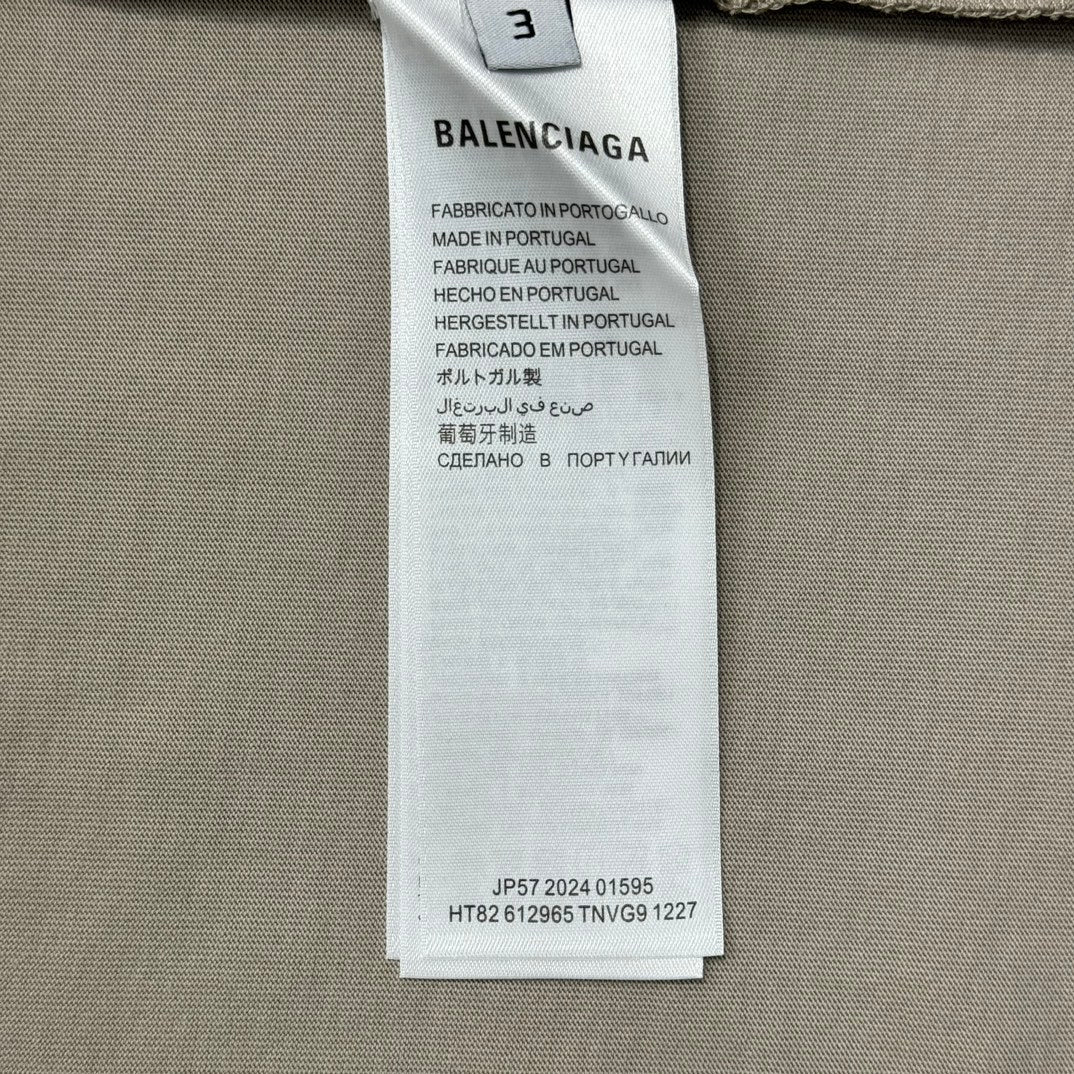 3
BALENCIAGA
FABBRICATO IN PORTOGALLO
MADE IN PORTUGAL
FABRIQUE AU PORTUGAL
HECHO EN PORTUGAL
HERGESTELLT IN PORTUGAL
FABRICADO EM PORTUGAL
ポルトガル製
صنع في البرتغال
葡萄牙制造
СДЕЛАНО В ПОРТУГАЛИИ
JP57 2024 01595
HT82 612965 TNVG9 1227